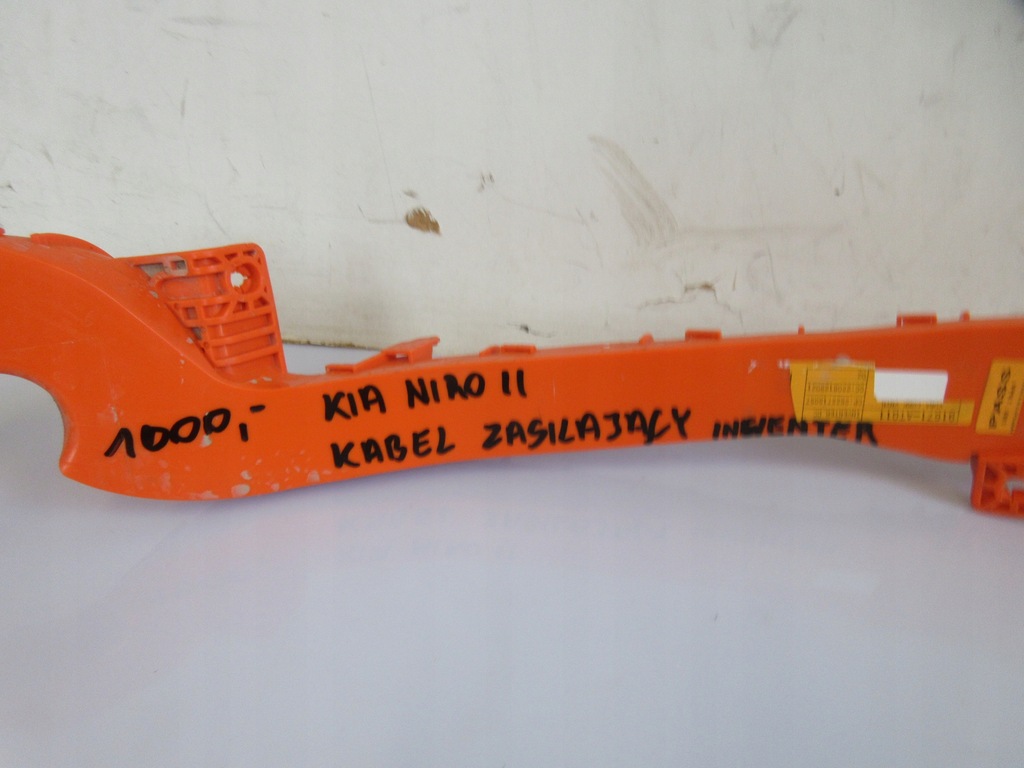 1000,-
KIA NIRO II
KABEL ZASILAJĄCY INWENTER